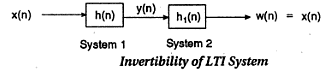 x(n) h(n) y(n) h₁(n) w(n) = x(n)
System 1 System 2
Invertibility of LTI System